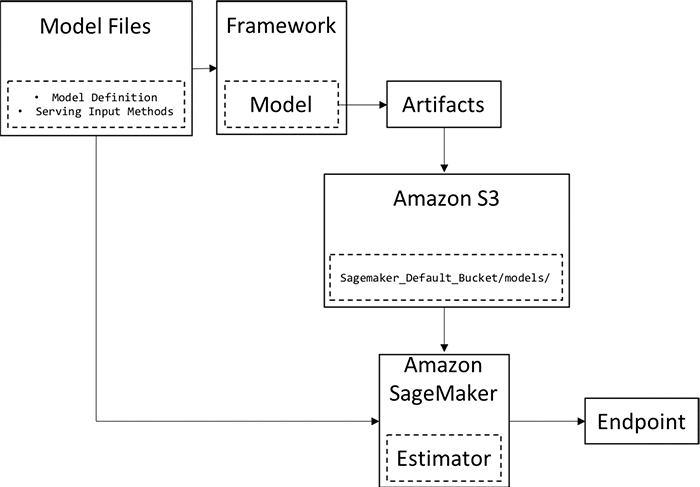 Model Files
• Model Definition
• Serving Input Methods
Framework
Model
Artifacts
Amazon S3
Sagemaker_Default_Bucket/models/
Amazon
SageMaker
Estimator
Endpoint